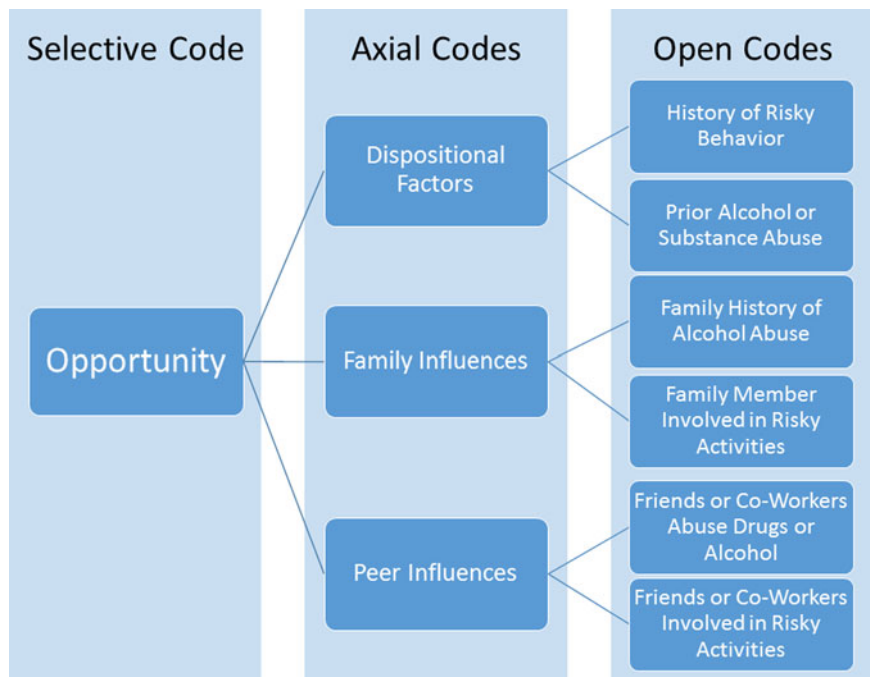 Selective Code
Axial Codes
Open Codes
Opportunity
Dispositional
Factors
Family Influences
Peer Influences
History of Risky
Behavior
Prior Alcohol or
Substance Abuse
Family History of
Alcohol Abuse
Family Member
Involved in Risky
Activities
Friends or Co-Workers
Abuse Drugs or
Alcohol
Friends or Co-Workers
Involved in Risky
Activities